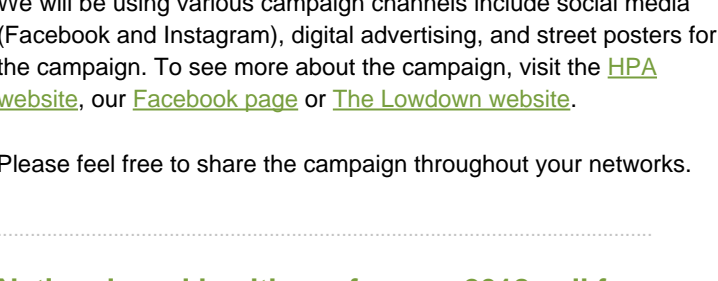 We will be using various campaign channels include social media
(Facebook and Instagram), digital advertising, and street posters for
the campaign. To see more about the campaign, visit the HPA
website, our Facebook page or The Lowdown website.
Please feel free to share the campaign throughout your networks.